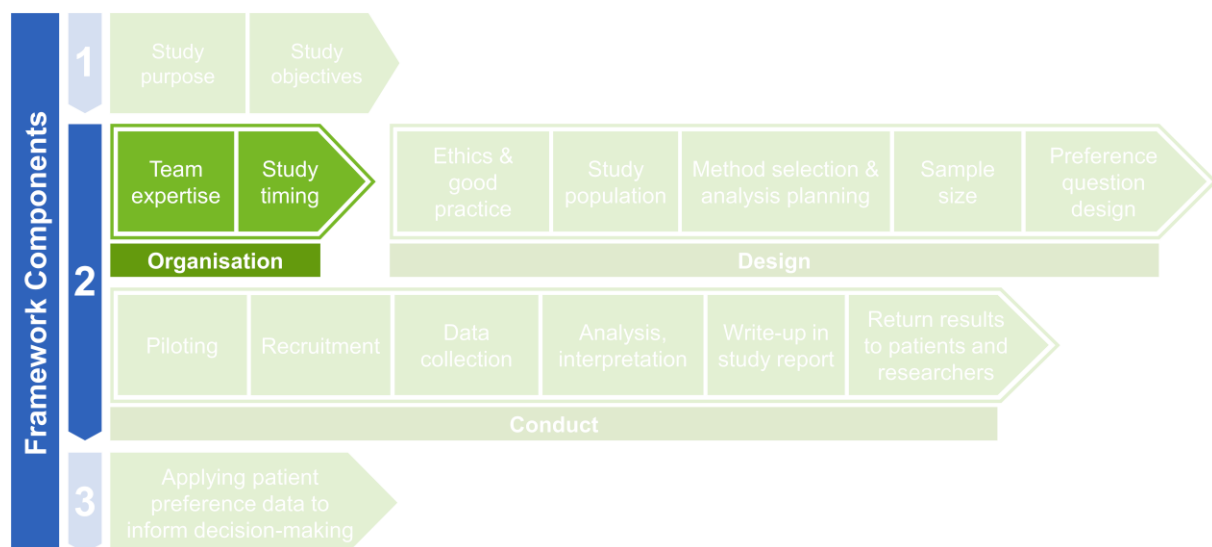 Framework Components
1
Study
purpose
Study
objectives
2
Team
expertise
Study
timing
Organisation
Ethics &
good
practice
Study
population
Method selection &
analysis planning
Sample
size
Preference
question
design
Design
Piloting
Recruitment
Data
collection
Analysis,
interpretation
Write-up in
study report
Return results
to patients and
researchers
Conduct
3
Applying patient
preference data to
inform decision-making